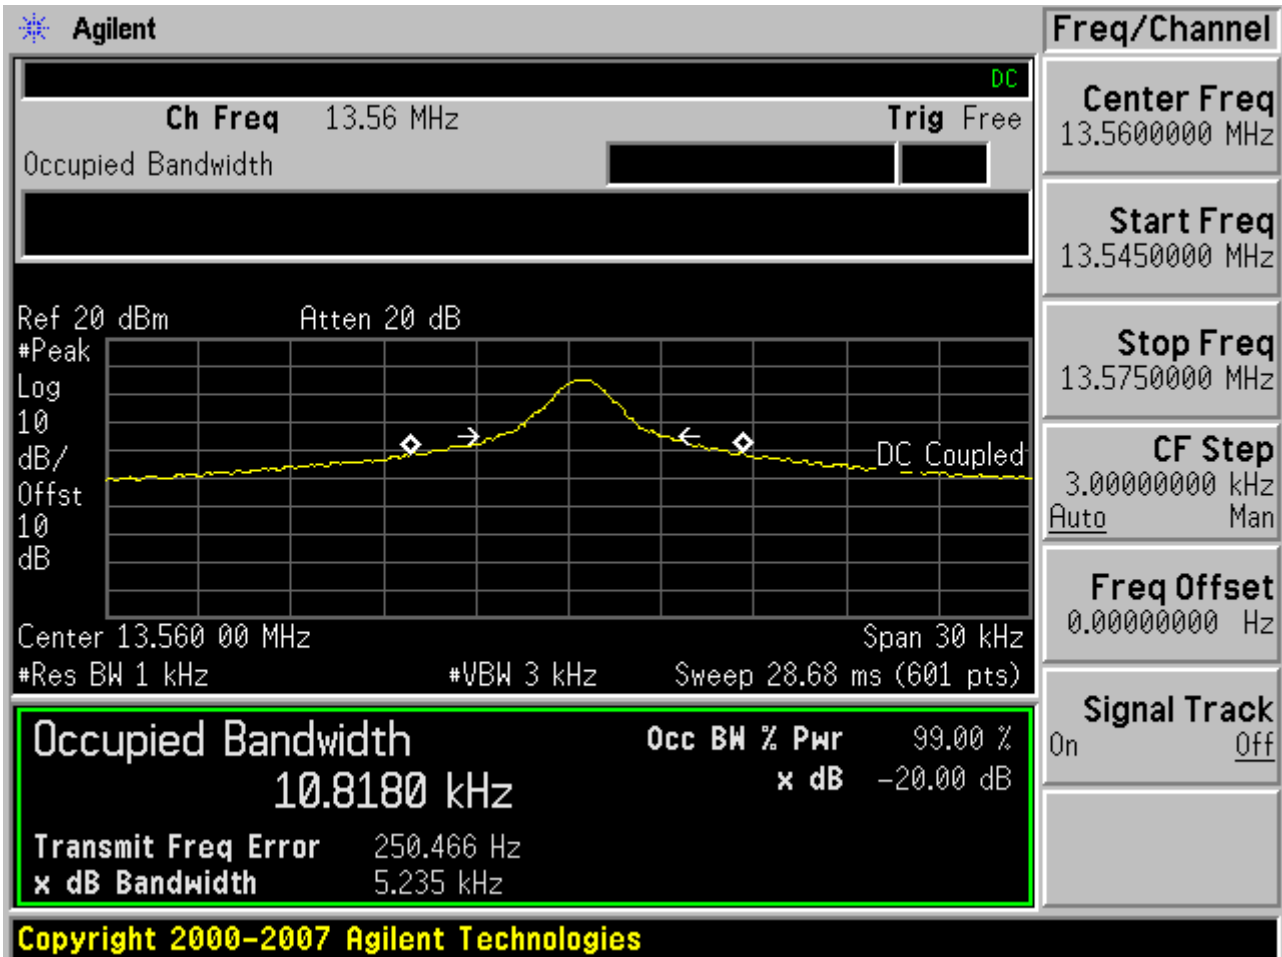 Agilent
Freq/Channel
DC
Ch Freq 13.56 MHz Trig Free
Occupied Bandwidth
Center Freq
13.5600000 MHz
Start Freq
13.5450000 MHz
Stop Freq
13.5750000 MHz
CF Step
3.00000000 kHz
Auto Man
Freq Offset
0.00000000 Hz
Signal Track
On Off
Ref 20 dBm Atten 20 dB
#Peak
Log
10
dB/
Offst
10
dB
DC Coupled
Center 13.560 00 MHz Span 30 kHz
#Res BW 1 kHz #VBW 3 kHz Sweep 28.68 ms (601 pts)
Occupied Bandwidth
10.8180 kHz
Occ BW % Pwr 99.00 %
x dB -20.00 dB
Transmit Freq Error 250.466 Hz
x dB Bandwidth 5.235 kHz
Copyright 2000-2007 Agilent Technologies